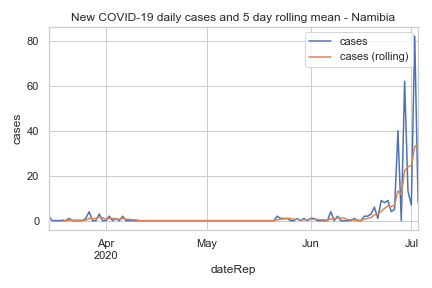 New COVID-19 daily cases and 5 day rolling mean - Namibia
cases
cases (rolling)
80
60
40
20
0
cases
Apr
2020
May
Jun
Jul
dateRep